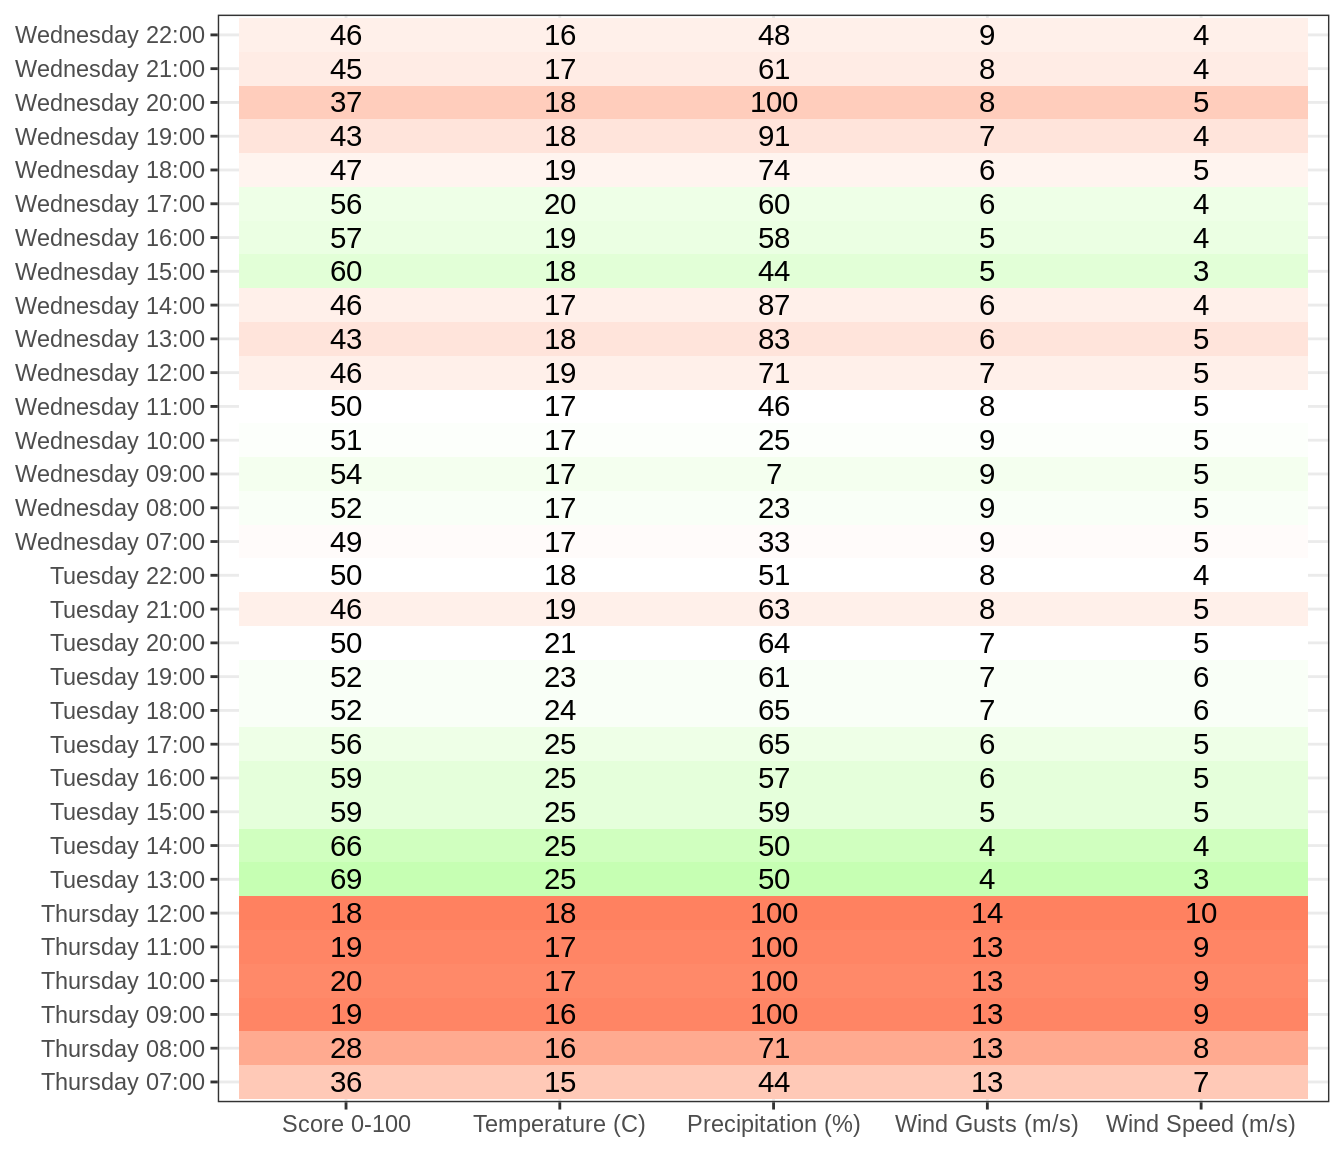 Wednesday 22:00 46 16 48 9 4
Wednesday 21:00 45 17 61 8 4
Wednesday 20:00 37 18 100 8 5
Wednesday 19:00 43 18 91 7 4
Wednesday 18:00 47 19 74 6 5
Wednesday 17:00 56 20 60 6 4
Wednesday 16:00 57 19 58 5 4
Wednesday 15:00 60 18 44 5 3
Wednesday 14:00 46 17 87 6 4
Wednesday 13:00 43 18 83 6 5
Wednesday 12:00 46 19 71 7 5
Wednesday 11:00 50 17 46 8 5
Wednesday 10:00 51 17 25 9 5
Wednesday 09:00 54 17 7 9 5
Wednesday 08:00 52 17 23 9 5
Wednesday 07:00 49 17 33 9 5
Tuesday 22:00 50 18 51 8 4
Tuesday 21:00 46 19 63 8 5
Tuesday 20:00 50 21 64 7 5
Tuesday 19:00 52 23 61 7 6
Tuesday 18:00 52 24 65 7 6
Tuesday 17:00 56 25 65 6 5
Tuesday 16:00 59 25 57 6 5
Tuesday 15:00 59 25 59 5 5
Tuesday 14:00 66 25 50 4 4
Tuesday 13:00 69 25 50 4 3
Thursday 12:00 18 18 100 14 10
Thursday 11:00 19 17 100 13 9
Thursday 10:00 20 17 100 13 9
Thursday 09:00 19 16 100 13 9
Thursday 08:00 28 16 71 13 8
Thursday 07:00 36 15 44 13 7
Score 0-100 Temperature (C) Precipitation (%) Wind Gusts (m/s) Wind Speed (m/s)